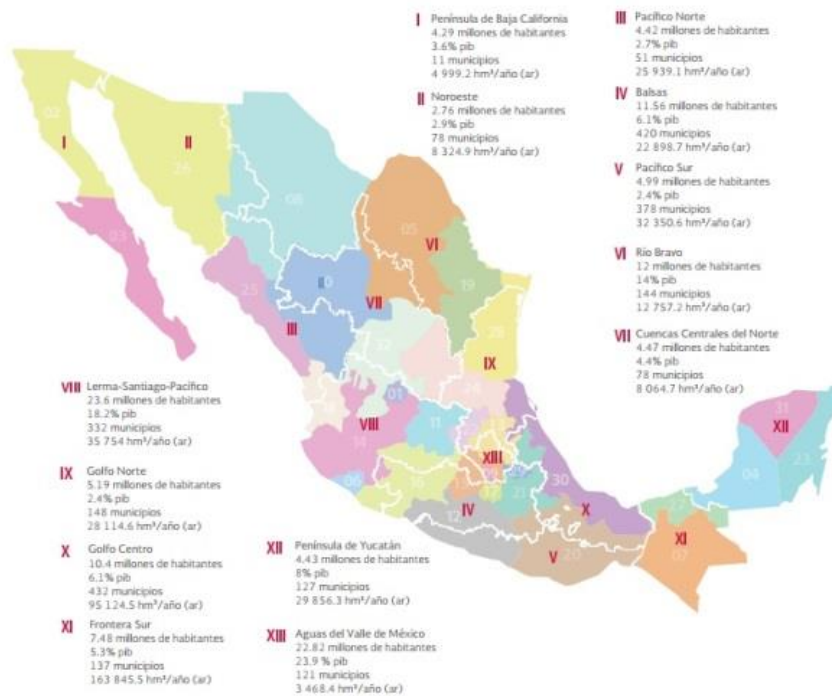 I Península de Baja California
4.29 millones de habitantes
3.6% pib
11 municipios
4 999.2 hm³/año (ar)
II Noroeste
2.76 millones de habitantes
2.9% pib
78 municipios
8 324.9 hm³/año (ar)
III Pacífico Norte
4.42 millones de habitantes
2.7% pib
51 municipios
25 939.1 hm³/año (ar)
IV Balsas
11.56 millones de habitantes
6.1% pib
420 municipios
22 898.7 hm³/año (ar)
V Pacífico Sur
4.99 millones de habitantes
2.4% pib
378 municipios
32 350.6 hm³/año (ar)
VI Río Bravo
12 millones de habitantes
14% pib
144 municipios
12 757.2 hm³/año (ar)
VII Cuencas Centrales del Norte
4.47 millones de habitantes
4.4% pib
78 municipios
8 064.7 hm³/año (ar)
VIII Lerma-Santiago-Pacífico
23.6 millones de habitantes
18.2% pib
332 municipios
35 754 hm³/año (ar)
IX Golfo Norte
5.19 millones de habitantes
2.4% pib
148 municipios
28 114.6 hm³/año (ar)
X Golfo Centro
10.4 millones de habitantes
6.1% pib
432 municipios
95 124.5 hm³/año (ar)
XI Frontera Sur
7.48 millones de habitantes
5.3% pib
137 municipios
163 845.5 hm³/año (ar)
XII Península de Yucatán
4.43 millones de habitantes
8% pib
127 municipios
29 856.3 hm³/año (ar)
XIII Aguas del Valle de México
22.82 millones de habitantes
23.9 % pib
121 municipios
3 468.4 hm³/año (ar)
02
I
II
26
08
03
05
VI
25
10
VII
19
III
32
28
IX
24
01
VIII
14
11
XIII
31
XII
23
04
06
16
21
30
IV
12
X
27
V
20
XI
07